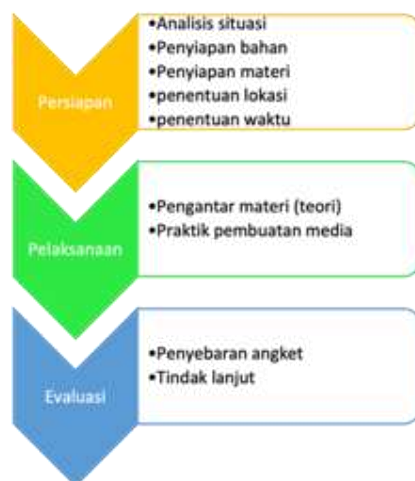 Persiapan
•Analisis situasi
•Penyiapan bahan
•Penyiapan materi
•penentuan lokasi
•penentuan waktu
Pelaksanaan
•Pengantar materi (teori)
•Praktik pembuatan media
Evaluasi
•Penyebaran angket
•Tindak lanjut